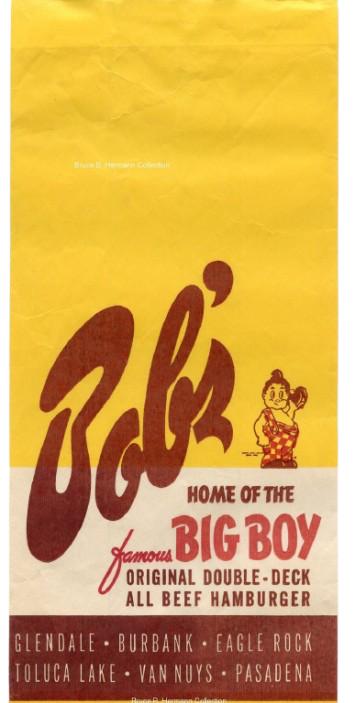 Bruce R. Hermann Collection
Bob's
HOME OF THE
famous BIG BOY
ORIGINAL DOUBLE-DECK
ALL BEEF HAMBURGER
GLENDALE • BURBANK • EAGLE ROCK
TOLUCA LAKE • VAN NUYS • PASADENA
Bruce R. Hermann Collection